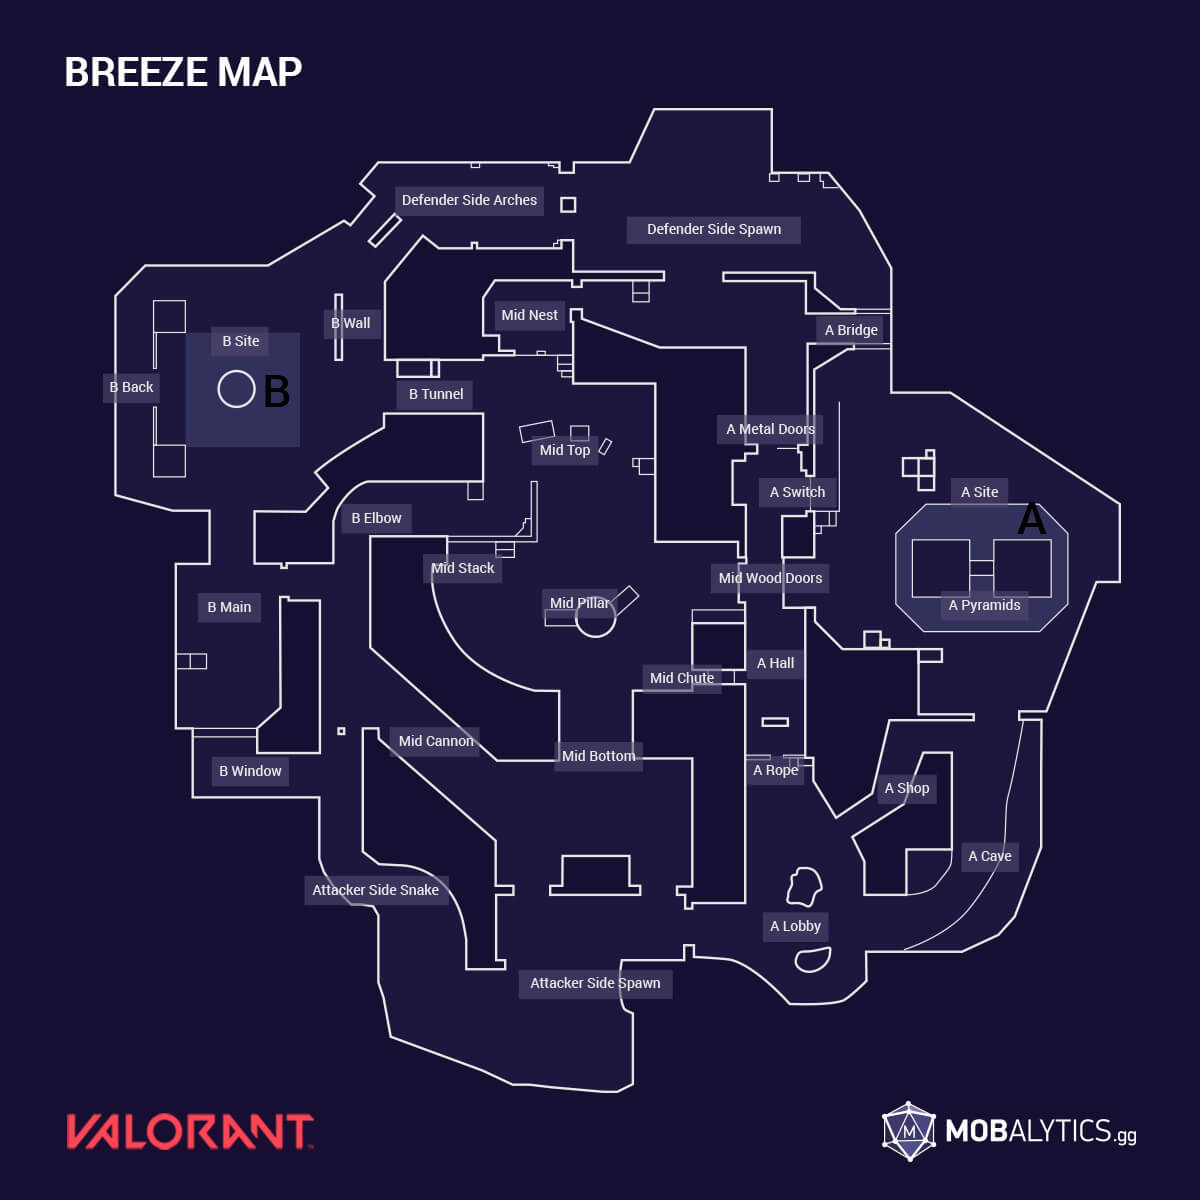 BREEZE MAP
Defender Side Arches
Defender Side Spawn
Mid Nest
B Wall
A Bridge
B Site
B Back
B
B Tunnel
A Metal Doors
Mid Top
A Switch
A Site
A
B Elbow
Mid Stack
Mid Wood Doors
Mid Pillar
A Pyramids
B Main
A Hall
Mid Chute
Mid Cannon
Mid Bottom
B Window
A Rope
A Shop
A Cave
Attacker Side Snake
A Lobby
Attacker Side Spawn
VALORANT
M
MOBALYTICS.gg